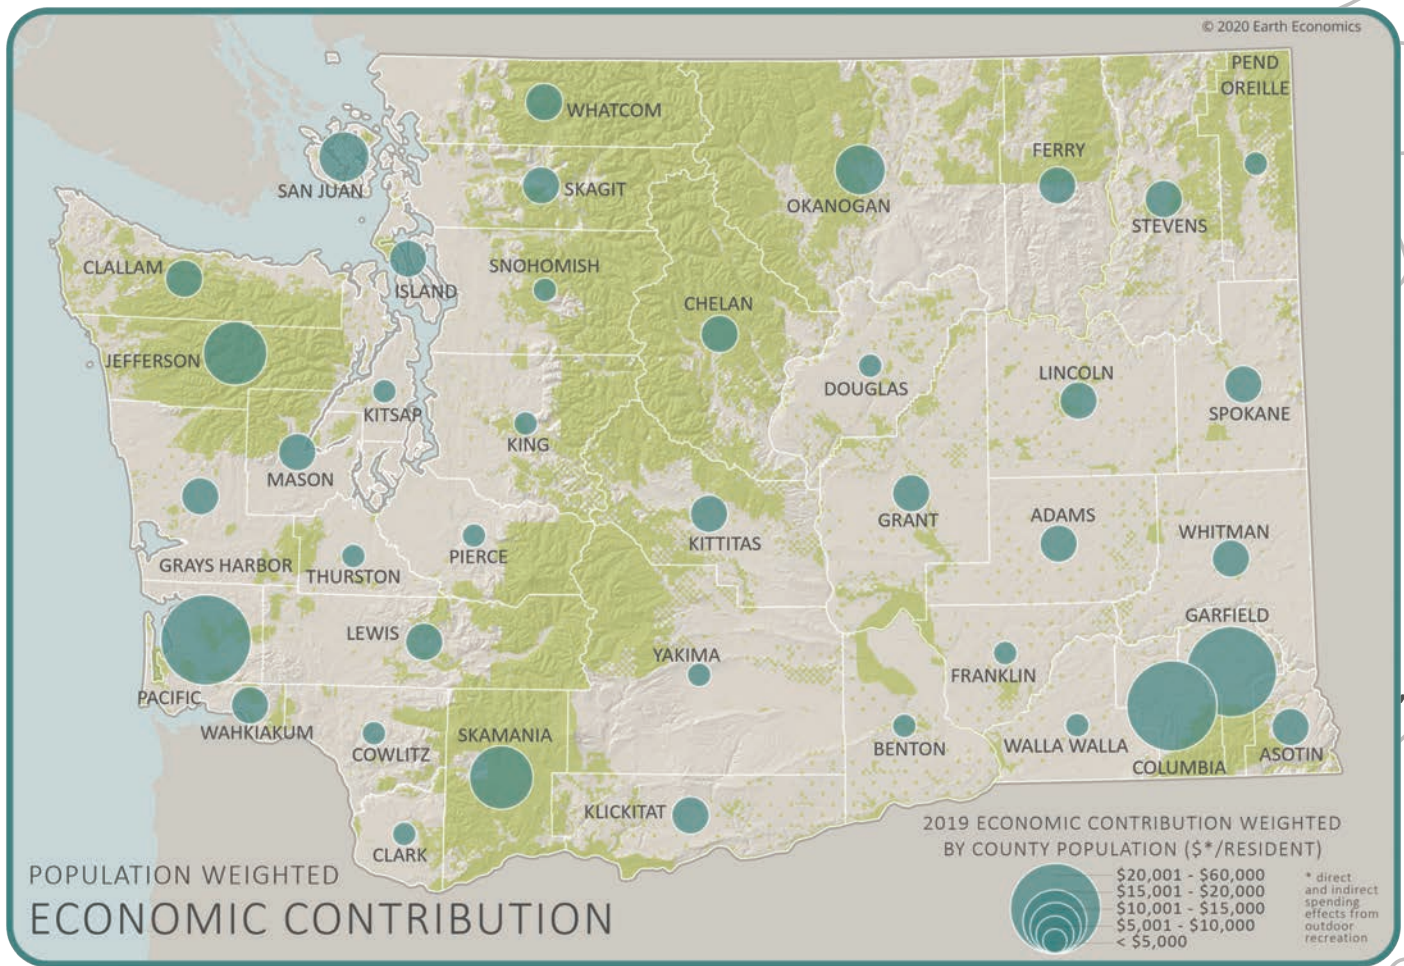 © 2020 Earth Economics
PEND
OREILLE
WHATCOM
FERRY
SAN JUAN
SKAGIT
OKANOGAN
STEVENS
CLALLAM
ISLAND
SNOHOMISH
CHELAN
JEFFERSON
KITSAP
DOUGLAS
LINCOLN
SPOKANE
KING
MASON
GRANT
ADAMS
WHITMAN
KITTITAS
GRAYS HARBOR
THURSTON
PIERCE
GARFIELD
LEWIS
YAKIMA
FRANKLIN
PACIFIC
WAHKIAKUM
COWLITZ
SKAMANIA
BENTON
WALLA WALLA
COLUMBIA
ASOTIN
KLICKITAT
CLARK
POPULATION WEIGHTED
ECONOMIC CONTRIBUTION
2019 ECONOMIC CONTRIBUTION WEIGHTED
BY COUNTY POPULATION ($*/RESIDENT)
$20,001 - $60,000
$15,001 - $20,000
$10,001 - $15,000
$5,001 - $10,000
< $5,000
* direct
and indirect
spending
effects from
outdoor
recreation